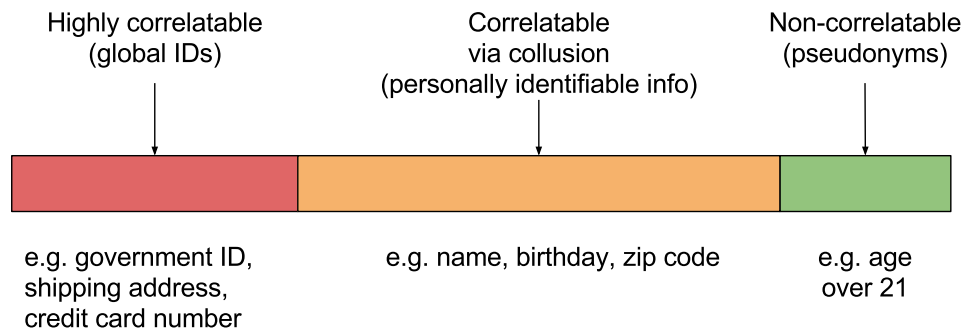 Highly correlatable
(global IDs)
Correlatable
via collusion
(personally identifiable info)
Non-correlatable
(pseudonyms)
e.g. government ID,
shipping address,
credit card number
e.g. name, birthday, zip code
e.g. age
over 21